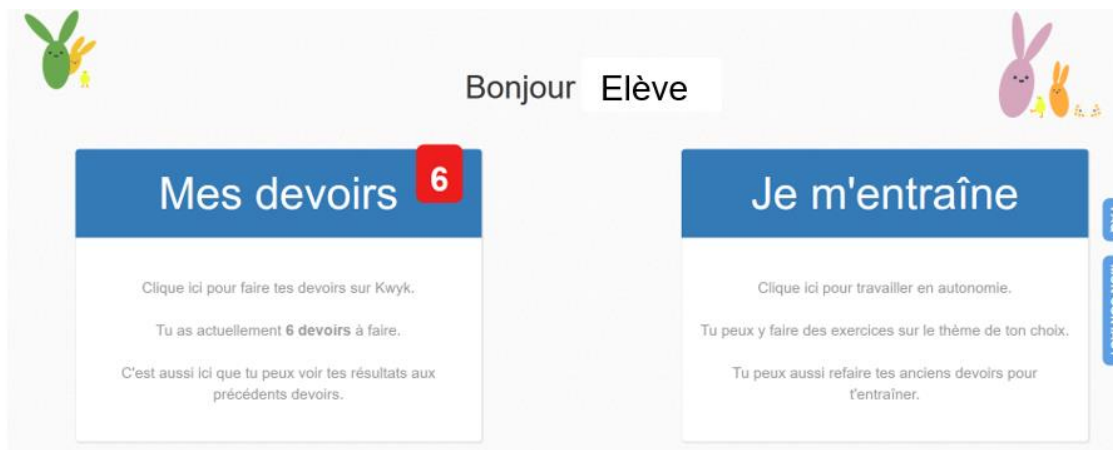 Bonjour Elève
Mes devoirs 6
Clique ici pour faire tes devoirs sur Kwyk.
Tu as actuellement 6 devoirs à faire.
C'est aussi ici que tu peux voir tes résultats aux
précédents devoirs.
Je m'entraîne
Clique ici pour travailler en autonomie.
Tu peux y faire des exercices sur le thème de ton choix.
Tu peux aussi refaire tes anciens devoirs pour
t'entraîner.